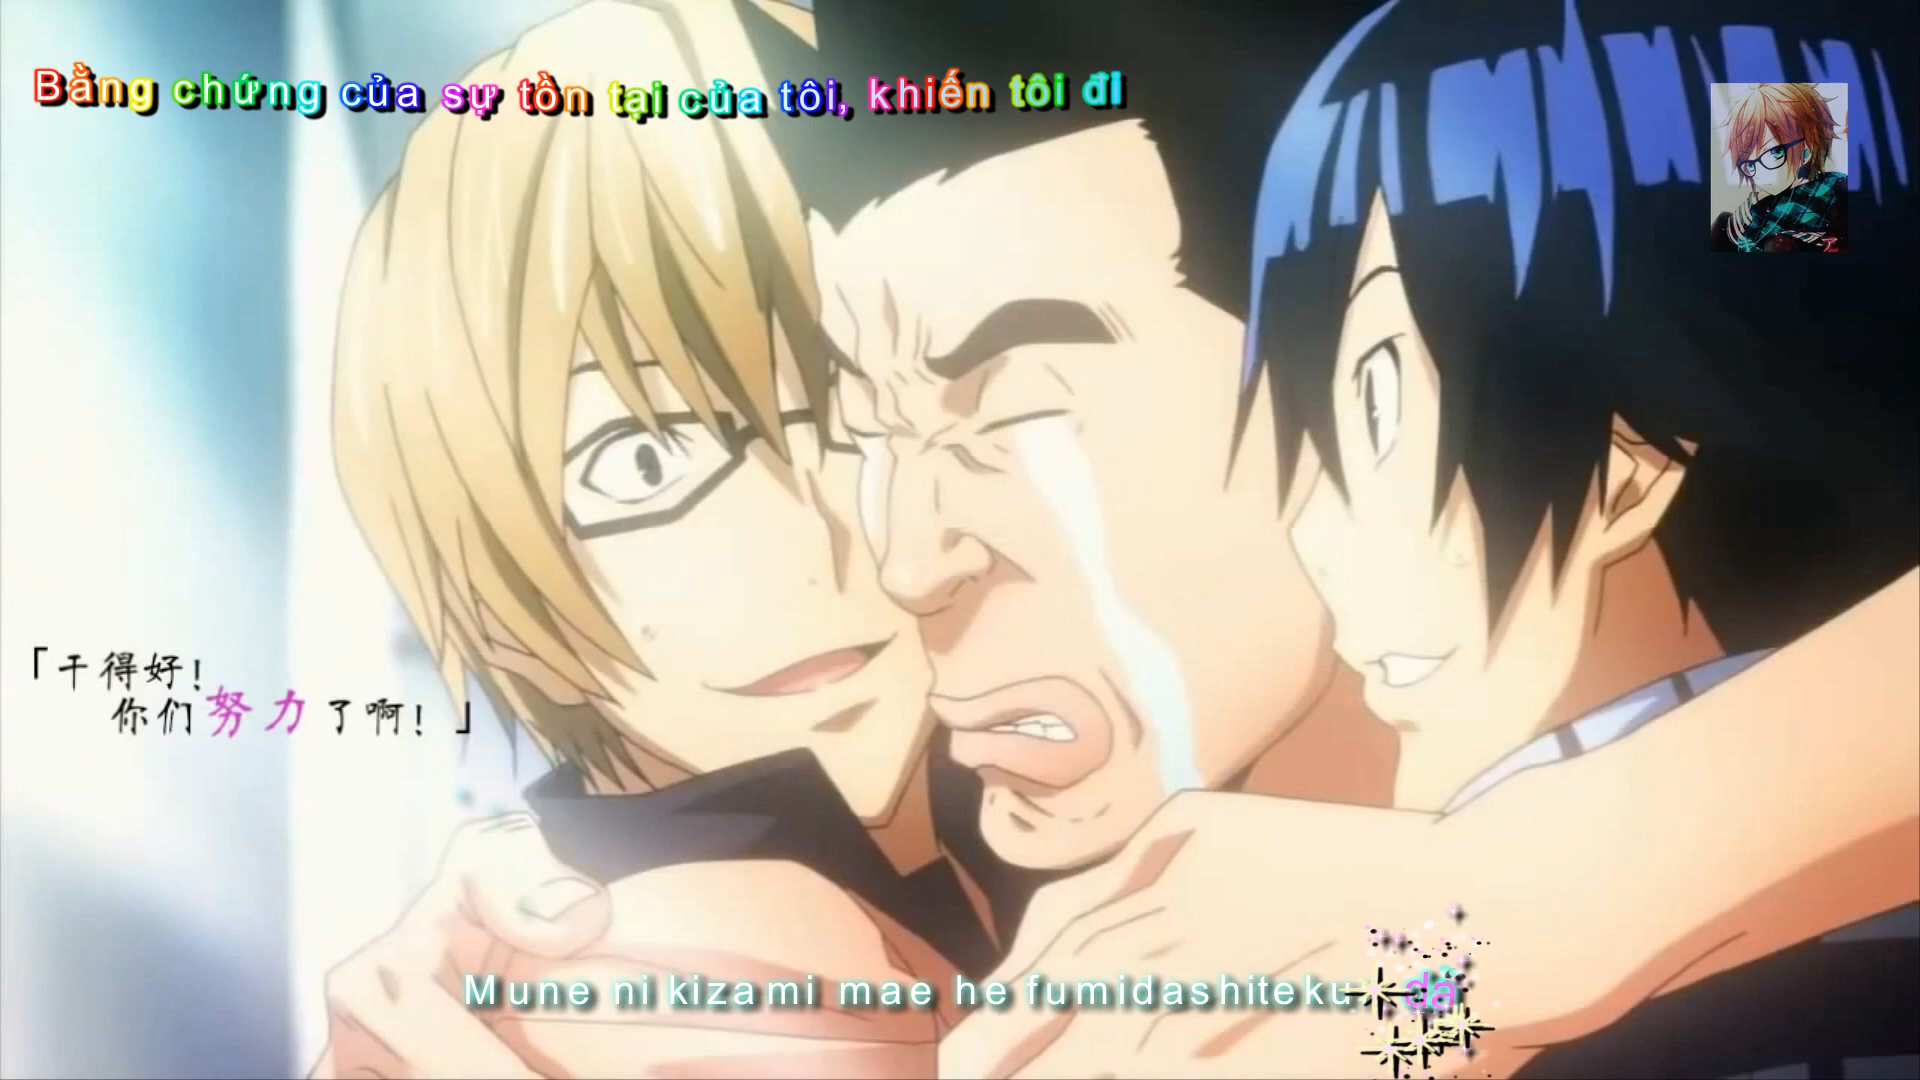 Bằng chứng của sự tồn tại của tôi, khiến tôi đi
「干得好!
你们努力了啊! 」
Mune ni kizami mae he fumidashiteku